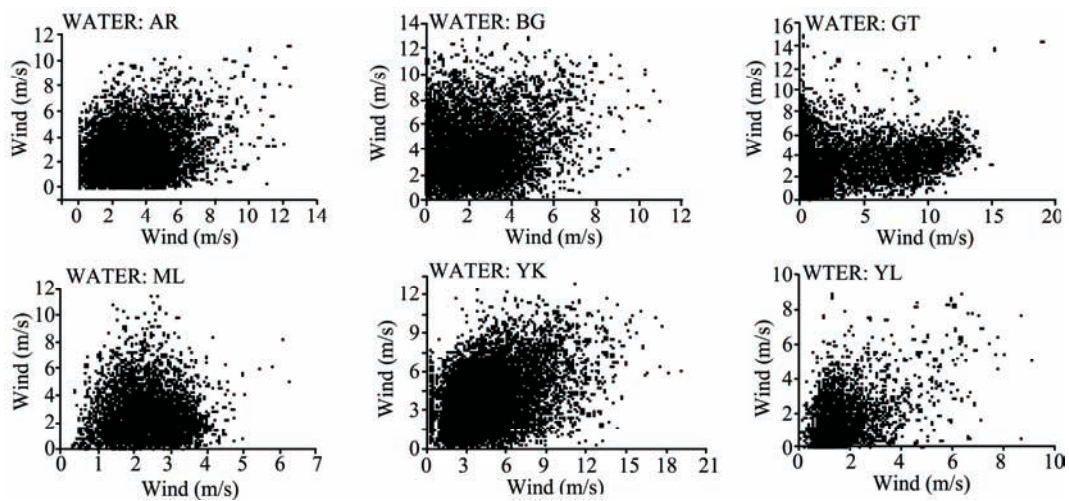 WATER: AR
12
10
8
6
4
2
0
Wind (m/s)
0 2 4 6 8 10 12 14
Wind (m/s)
WATER: BG
14
12
10
8
6
4
2
0
Wind (m/s)
0 2 4 6 8 10 12
Wind (m/s)
WATER: GT
16
14
12
10
8
6
4
2
0
Wind (m/s)
0 5 10 15 20
Wind (m/s)
WATER: ML
12
10
8
6
4
2
0
Wind (m/s)
0 1 2 3 4 5 6 7
Wind (m/s)
WATER: YK
12
9
6
3
0
Wind (m/s)
0 3 6 9 12 15 18 21
Wind (m/s)
WTER: YL
10
8
6
4
2
0
Wind (m/s)
0 2 4 6 8 10
Wind (m/s)